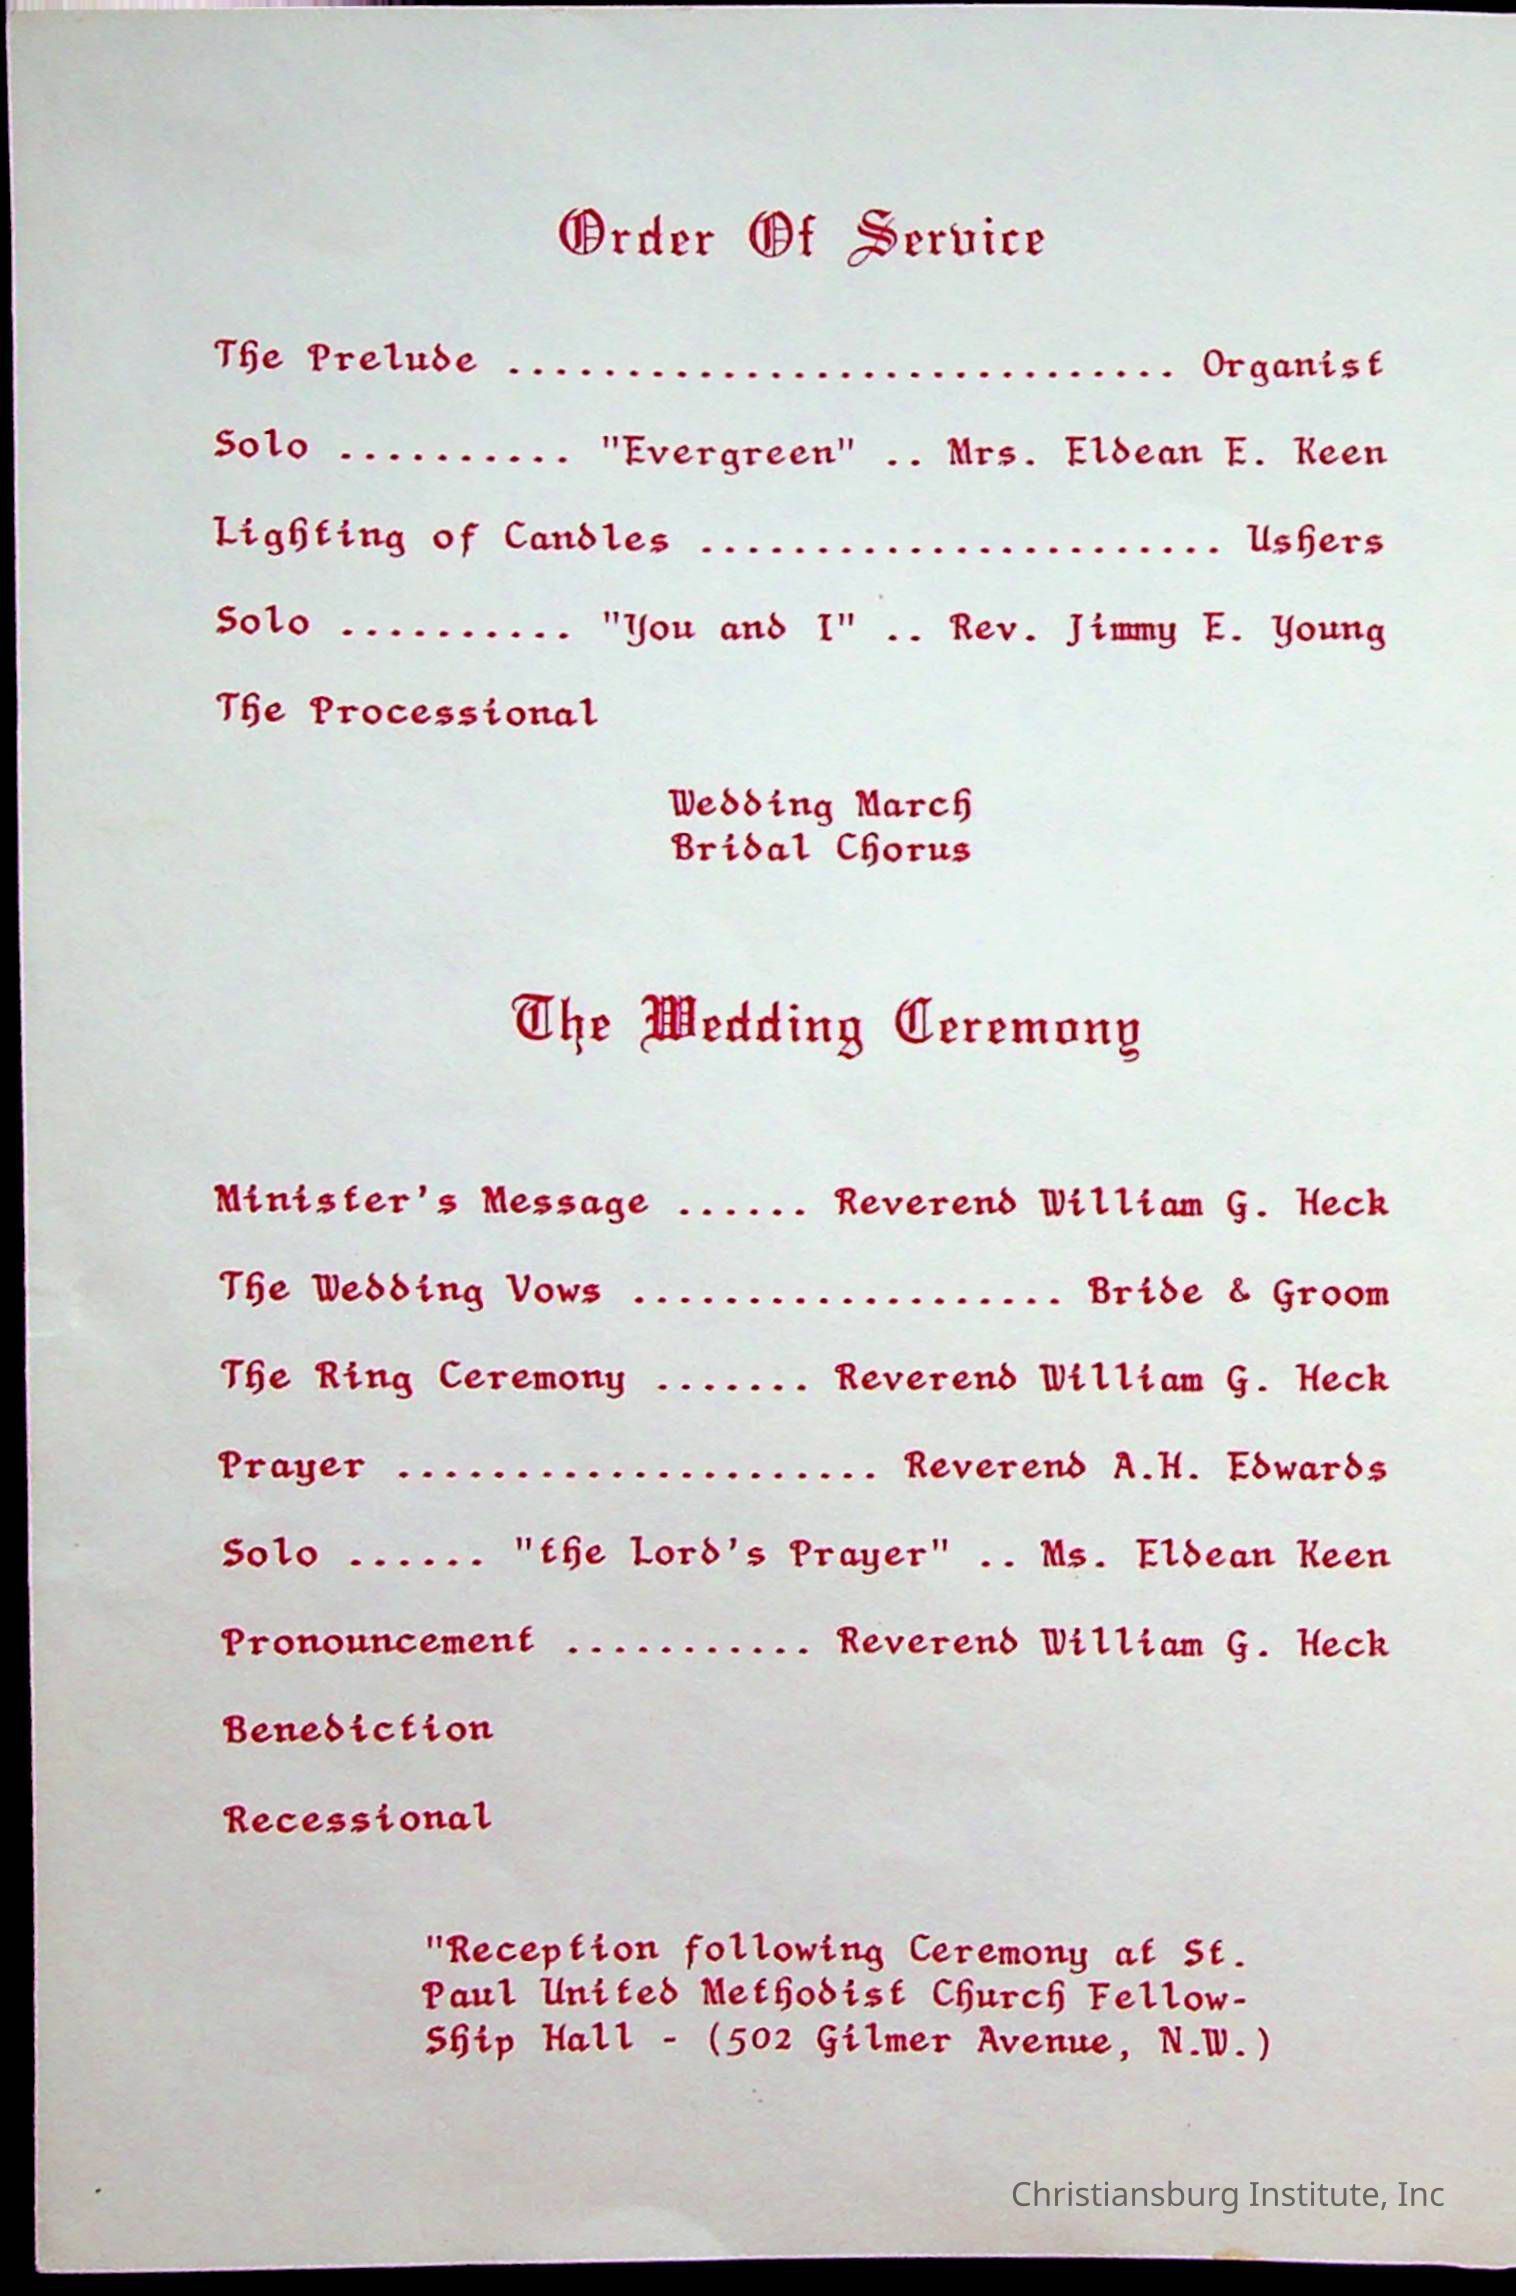 Order Of Service
The Prelude ............................. Organist
Solo .......... "Evergreen" .. Mrs. Eldean E. Keen
Lighting of Candles ....................... Ushers
Solo .......... "You and I" .. Rev. Jimmy E. Young
The Processional
Wedding March
Bridal Chorus
The Wedding Ceremony
Minister's Message ...... Reverend William G. Heck
The Wedding Vows ................... Bride & Groom
The Ring Ceremony ....... Reverend William G. Heck
Prayer ..................... Reverend A.H. Edwards
Solo ...... "the Lord's Prayer" .. Ms. Eldean Keen
Pronouncement ........... Reverend William G. Heck
Benediction
Recessional
"Reception following Ceremony at St.
Paul United Methodist Church Fellow-
Ship Hall - (502 Gilmer Avenue, N.W.)
Christiansburg Institute, Inc